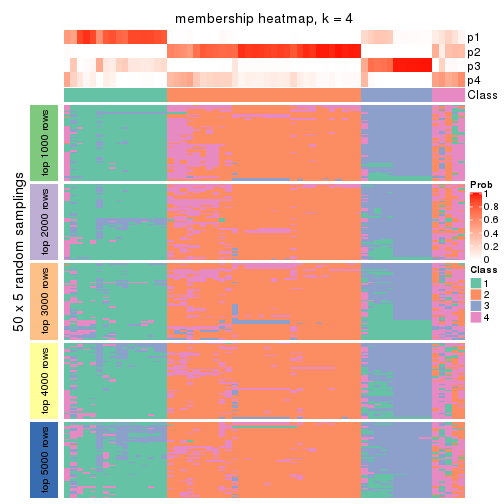 membership heatmap, k = 4
p1
p2
p3
p4
Class
50 x 5 random samplings
top 1000 rows
top 2000 rows
top 3000 rows
top 4000 rows
top 5000 rows
Prob
1
0.8
0.6
0.4
0.2
0
Class
1
2
3
4